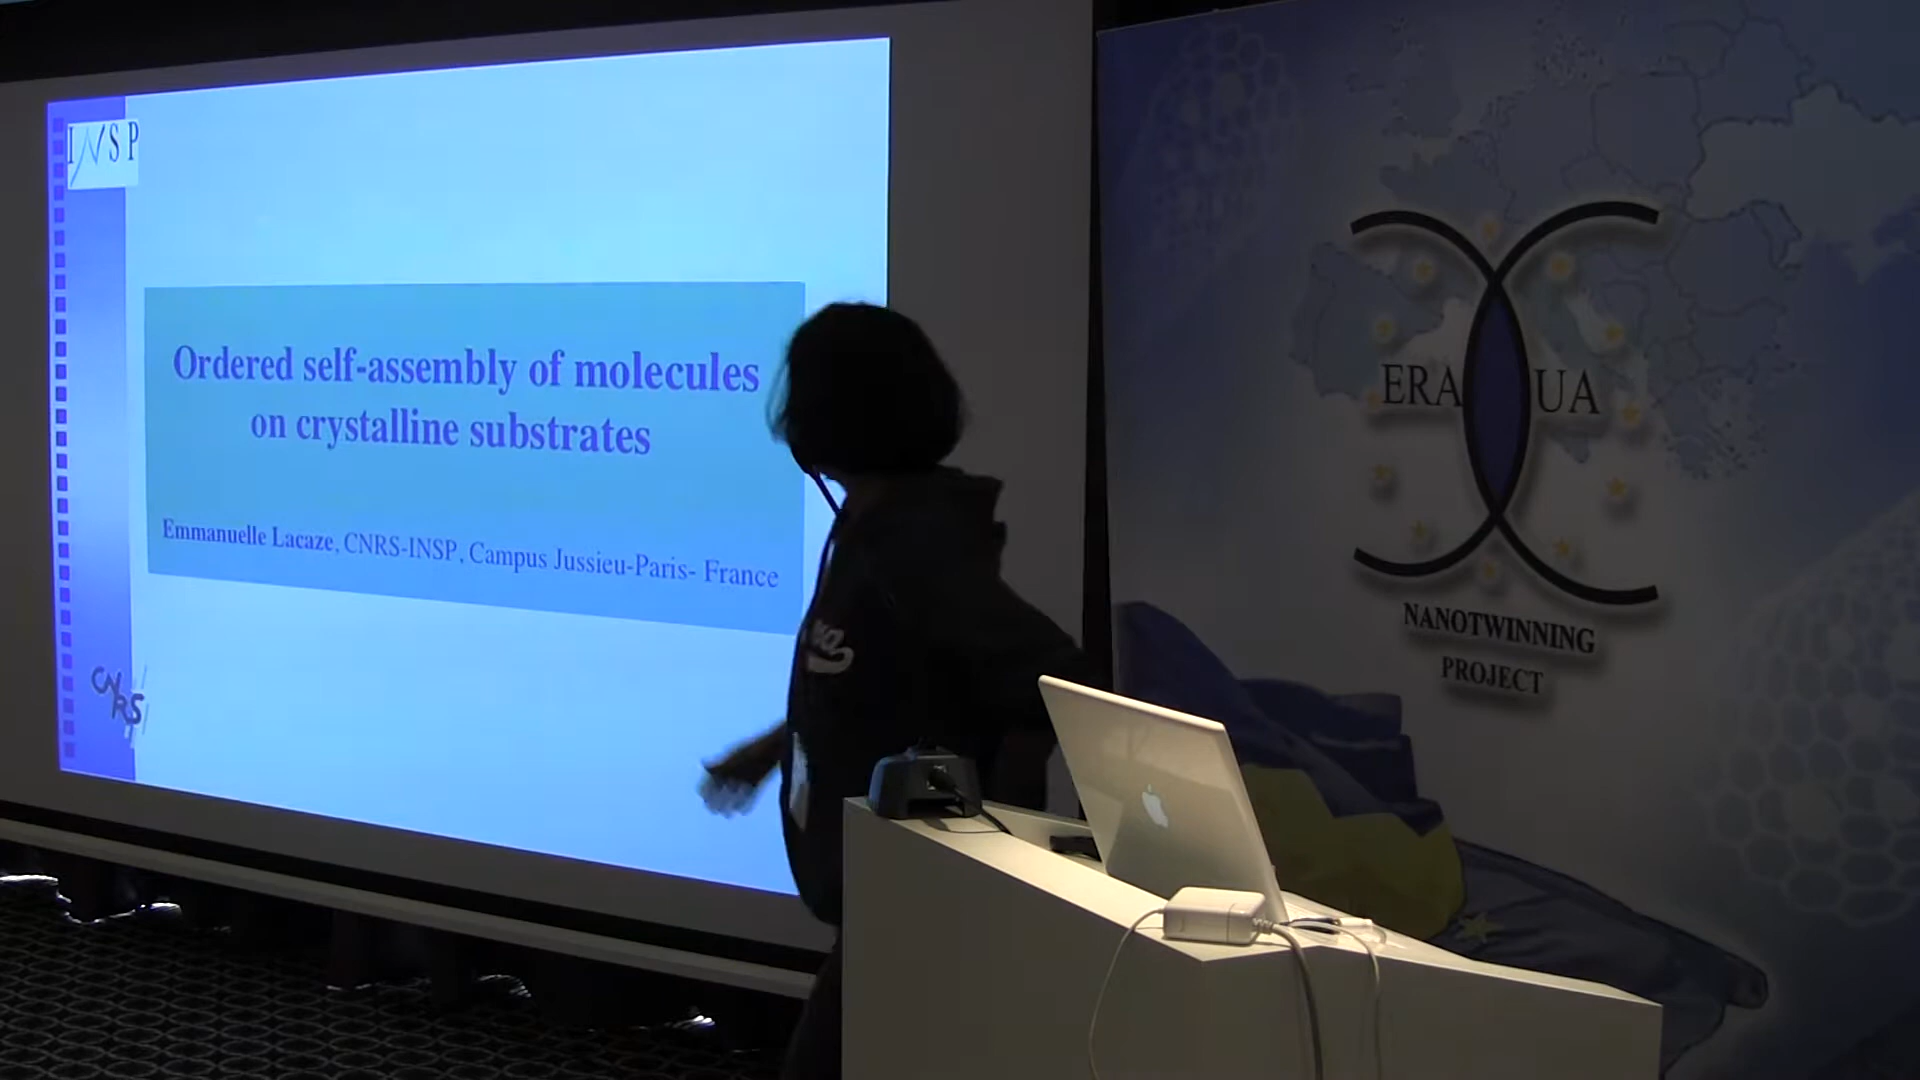 INSP
Ordered self-assembly of molecules
on crystalline substrates
Emmanuelle Lacaze, CNRS-INSP, Campus Jussieu-Paris- France
CNRS
ERA UA
NANOTWINNING
PROJECT